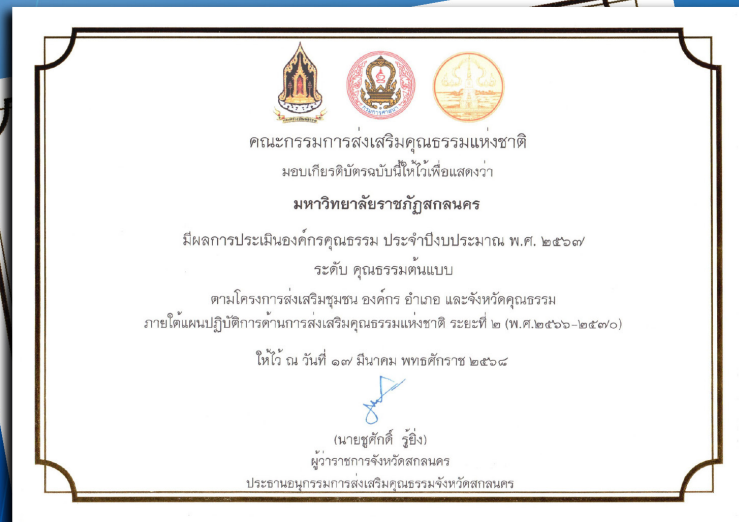 คณะกรรมการส่งเสริมคุณธรรมแห่งชาติ
มอบเกียรติบัตรฉบับนี้ให้ไว้เพื่อแสดงว่า
มหาวิทยาลัยราชภัฏสกลนคร
มีผลการประเมินองค์กรคุณธรรม ประจำปีงบประมาณ พ.ศ. ๒๕๖๗
ระดับ คุณธรรมต้นแบบ
ตามโครงการส่งเสริมชุมชน องค์กร อำเภอ และจังหวัดคุณธรรม
ภายใต้แผนปฏิบัติการด้านการส่งเสริมคุณธรรมแห่งชาติ ระยะที่ ๒ (พ.ศ.๒๕๖๖-๒๕๗๐)
ให้ไว้ ณ วันที่ ๑๗ มีนาคม พุทธศักราช ๒๕๖๘
(นายชูศักดิ์ รู้ยิ่ง)
ผู้ว่าราชการจังหวัดสกลนคร
ประธานอนุกรรมการส่งเสริมคุณธรรมจังหวัดสกลนคร